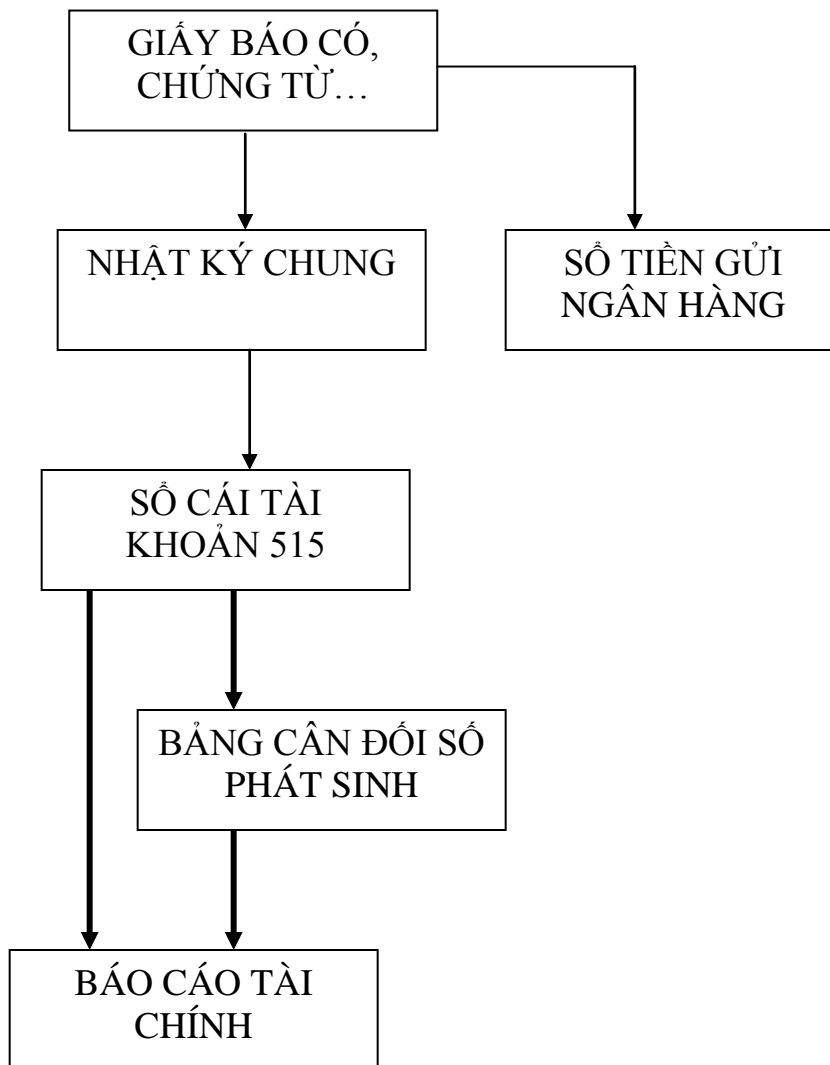 GIẤY BÁO CÓ,
CHỨNG TỪ…
NHẬT KÝ CHUNG
SỔ TIỀN GỬI
NGÂN HÀNG
SỔ CÁI TÀI
KHOẢN 515
BẢNG CÂN ĐỐI SỐ
PHÁT SINH
BÁO CÁO TÀI
CHÍNH